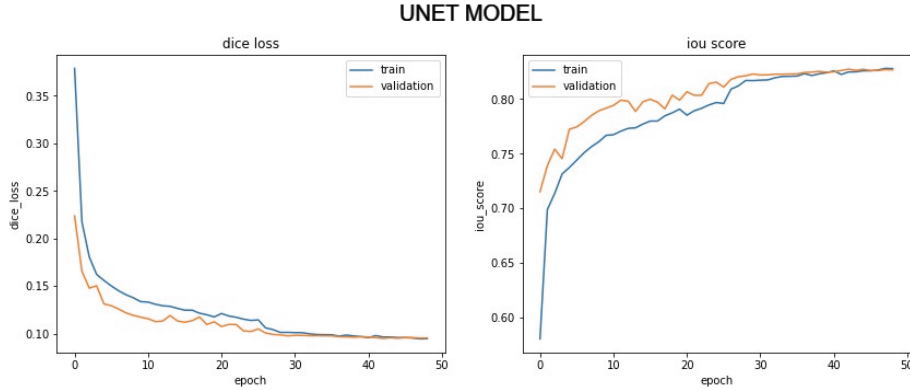 UNET MODEL
dice loss
train
validation
0.35
0.30
0.25
0.20
0.15
0.10
dice_loss
0
10
20
30
40
50
epoch
iou score
train
validation
0.80
0.75
0.70
0.65
0.60
iou_score
0
10
20
30
40
50
epoch